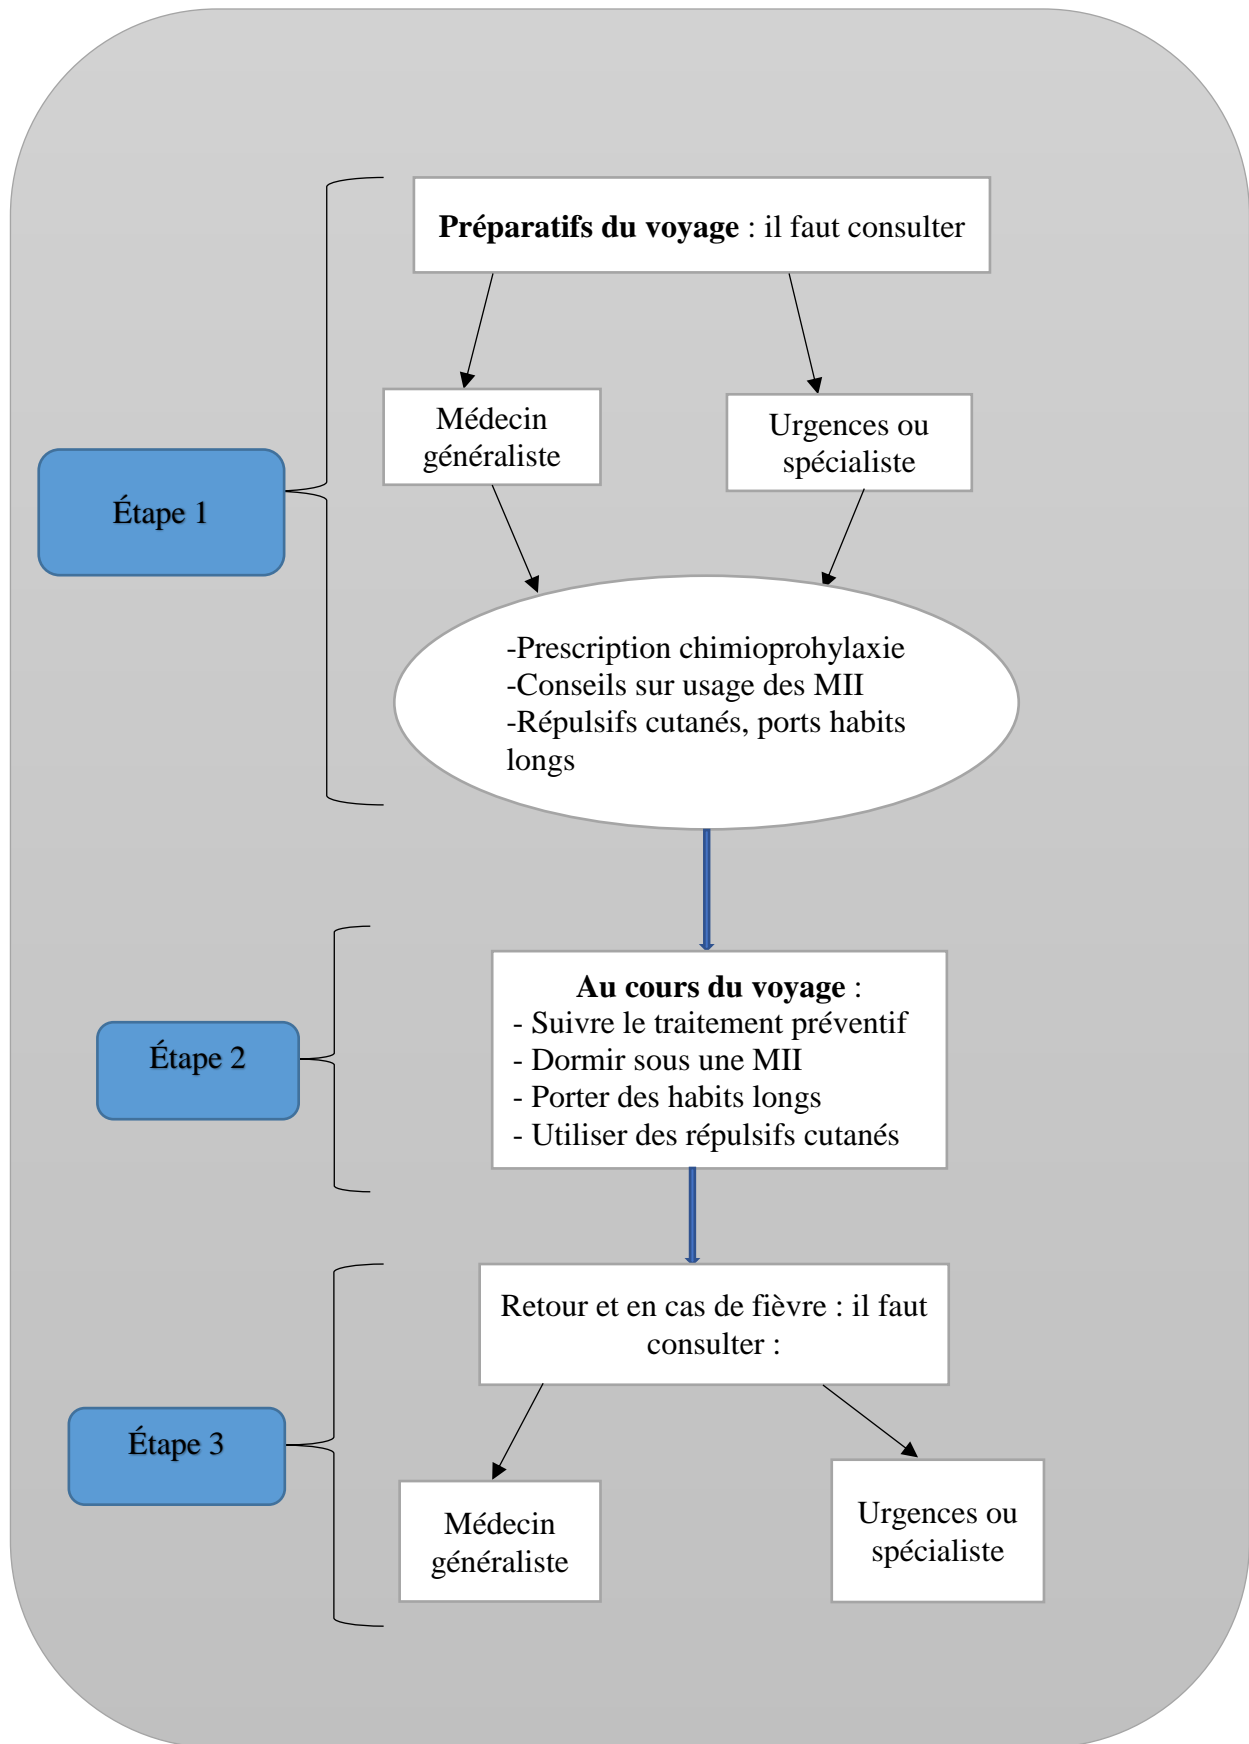 Préparatifs du voyage : il faut consulter
Médecin
généraliste
Urgences ou
spécialiste
Étape 1
-Prescription chimioprohylaxie
-Conseils sur usage des MII
-Répulsifs cutanés, ports habits
longs
Au cours du voyage :
- Suivre le traitement préventif
- Dormir sous une MII
- Porter des habits longs
- Utiliser des répulsifs cutanés
Étape 2
Retour et en cas de fièvre : il faut
consulter :
Étape 3
Médecin
généraliste
Urgences ou
spécialiste